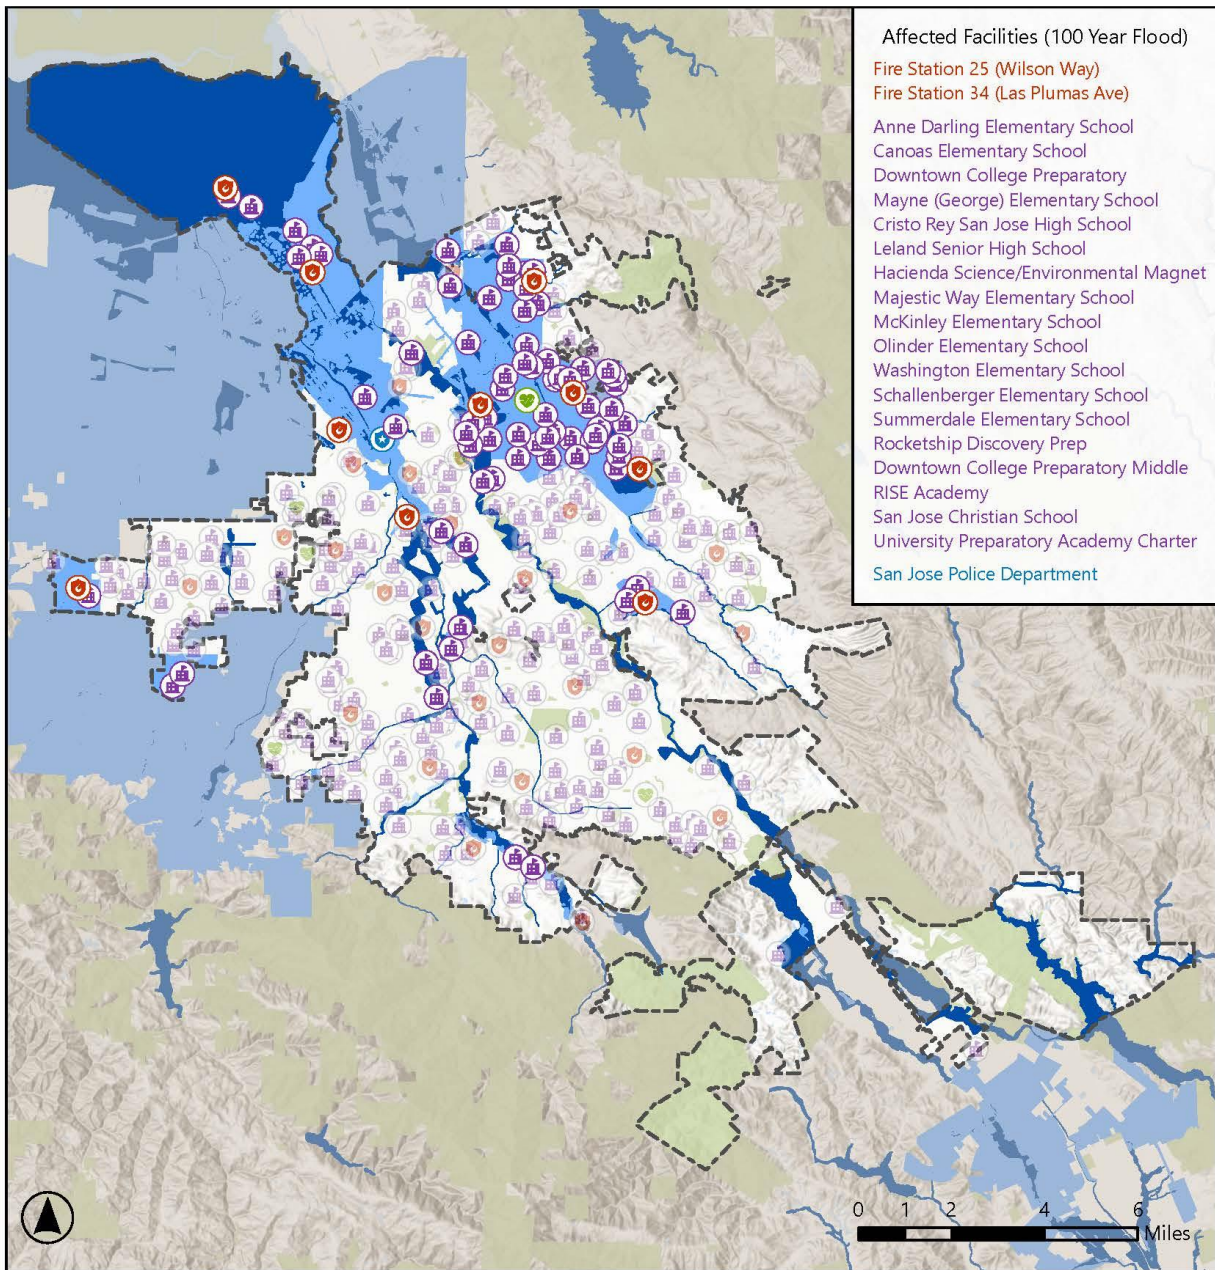 Affected Facilities (100 Year Flood)
Fire Station 25 (Wilson Way)
Fire Station 34 (Las Plumas Ave)
Anne Darling Elementary School
Canoas Elementary School
Downtown College Preparatory
Mayne (George) Elementary School
Cristo Rey San Jose High School
Leland Senior High School
Hacienda Science/Environmental Magnet
Majestic Way Elementary School
McKinley Elementary School
Olinder Elementary School
Washington Elementary School
Schallenberger Elementary School
Summerdale Elementary School
Rocketship Discovery Prep
Downtown College Preparatory Middle
RISE Academy
San Jose Christian School
University Preparatory Academy Charter
San Jose Police Department
0 1 2 4 6
Miles